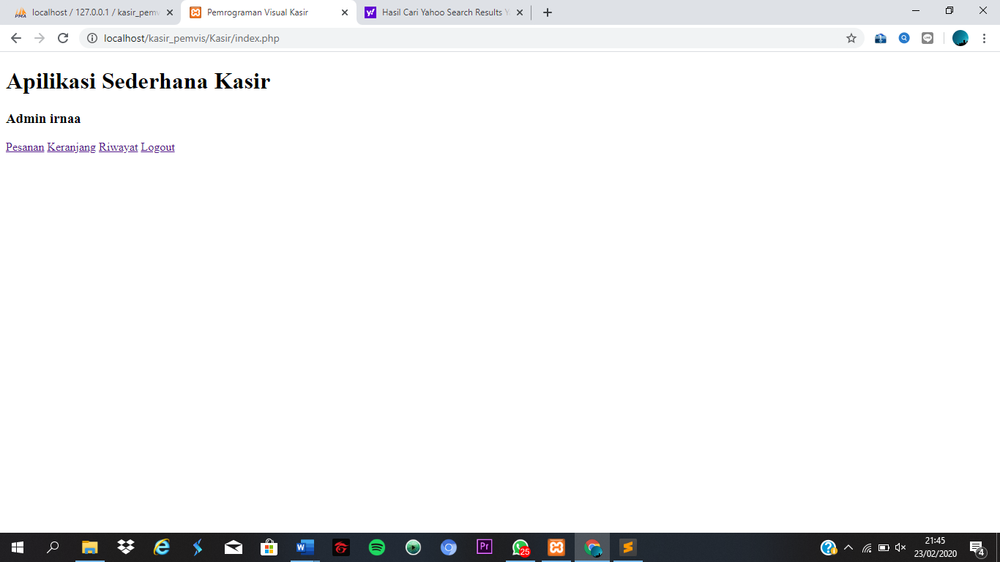 localhost / 127.0.0.1 / kasir_pemv
Pemrograman Visual Kasir
Hasil Cari Yahoo Search Results Y
localhost/kasir_pemvis/Kasir/index.php
Apilikasi Sederhana Kasir
Admin irnaa
Pesanan Keranjang Riwayat Logout
25
21:45
23/02/2020
4